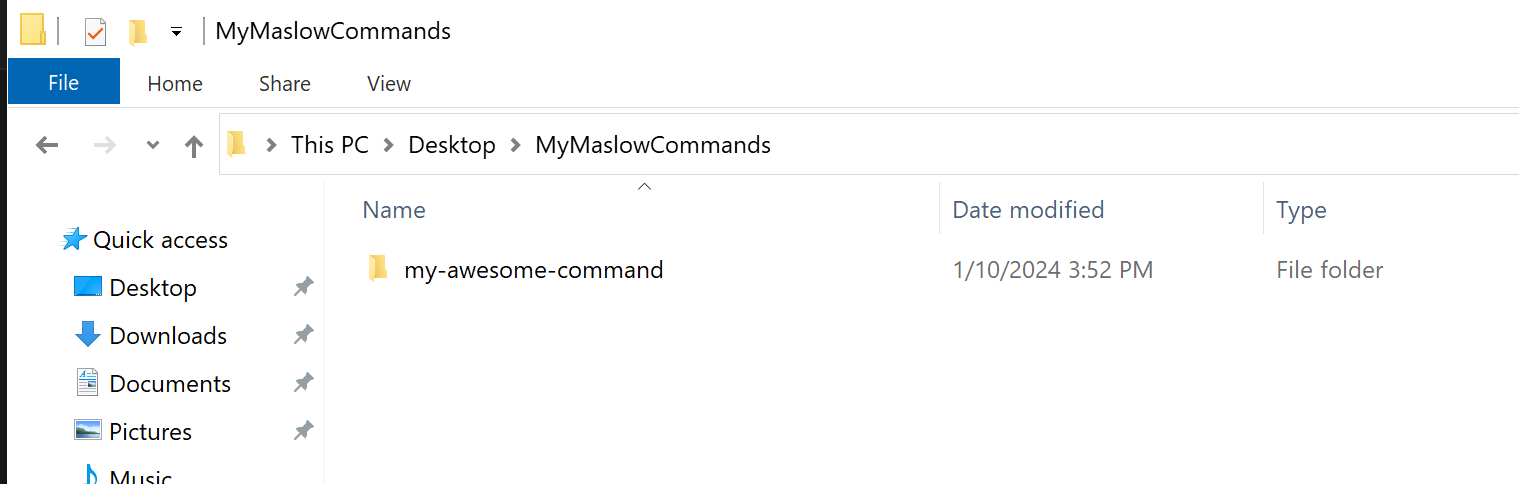 MyMaslowCommands
File Home Share View
This PC Desktop MyMaslowCommands
Name Date modified Type
Quick access
my-awesome-command 1/10/2024 3:52 PM File folder
Desktop
Downloads
Documents
Pictures
Music